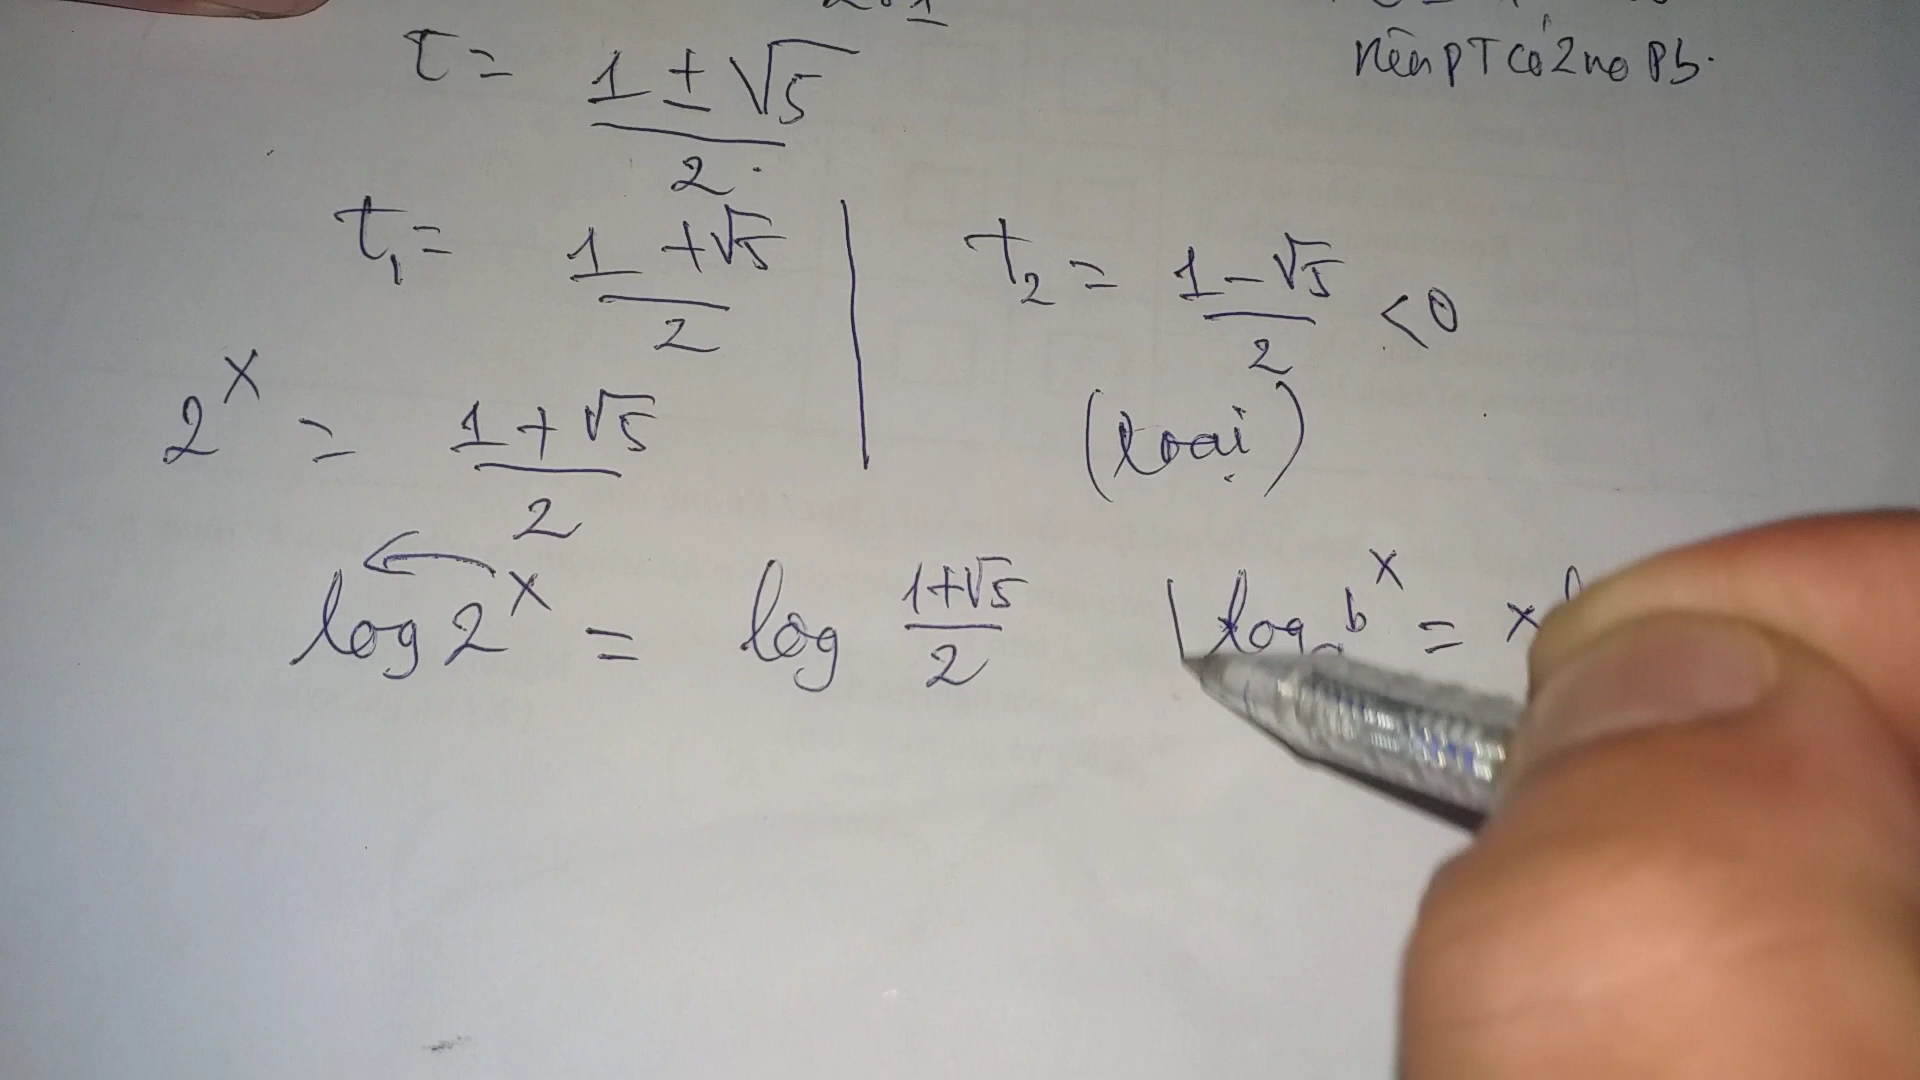 t = (1 ± √5)/2
nên PT có 2 no Pb.
t₁ = (1 + √5)/2
t₂ = (1 - √5)/2 < 0
2^x = (1 + √5)/2
(loại)
log 2^x = log (1+√5)/2
log b^x = x